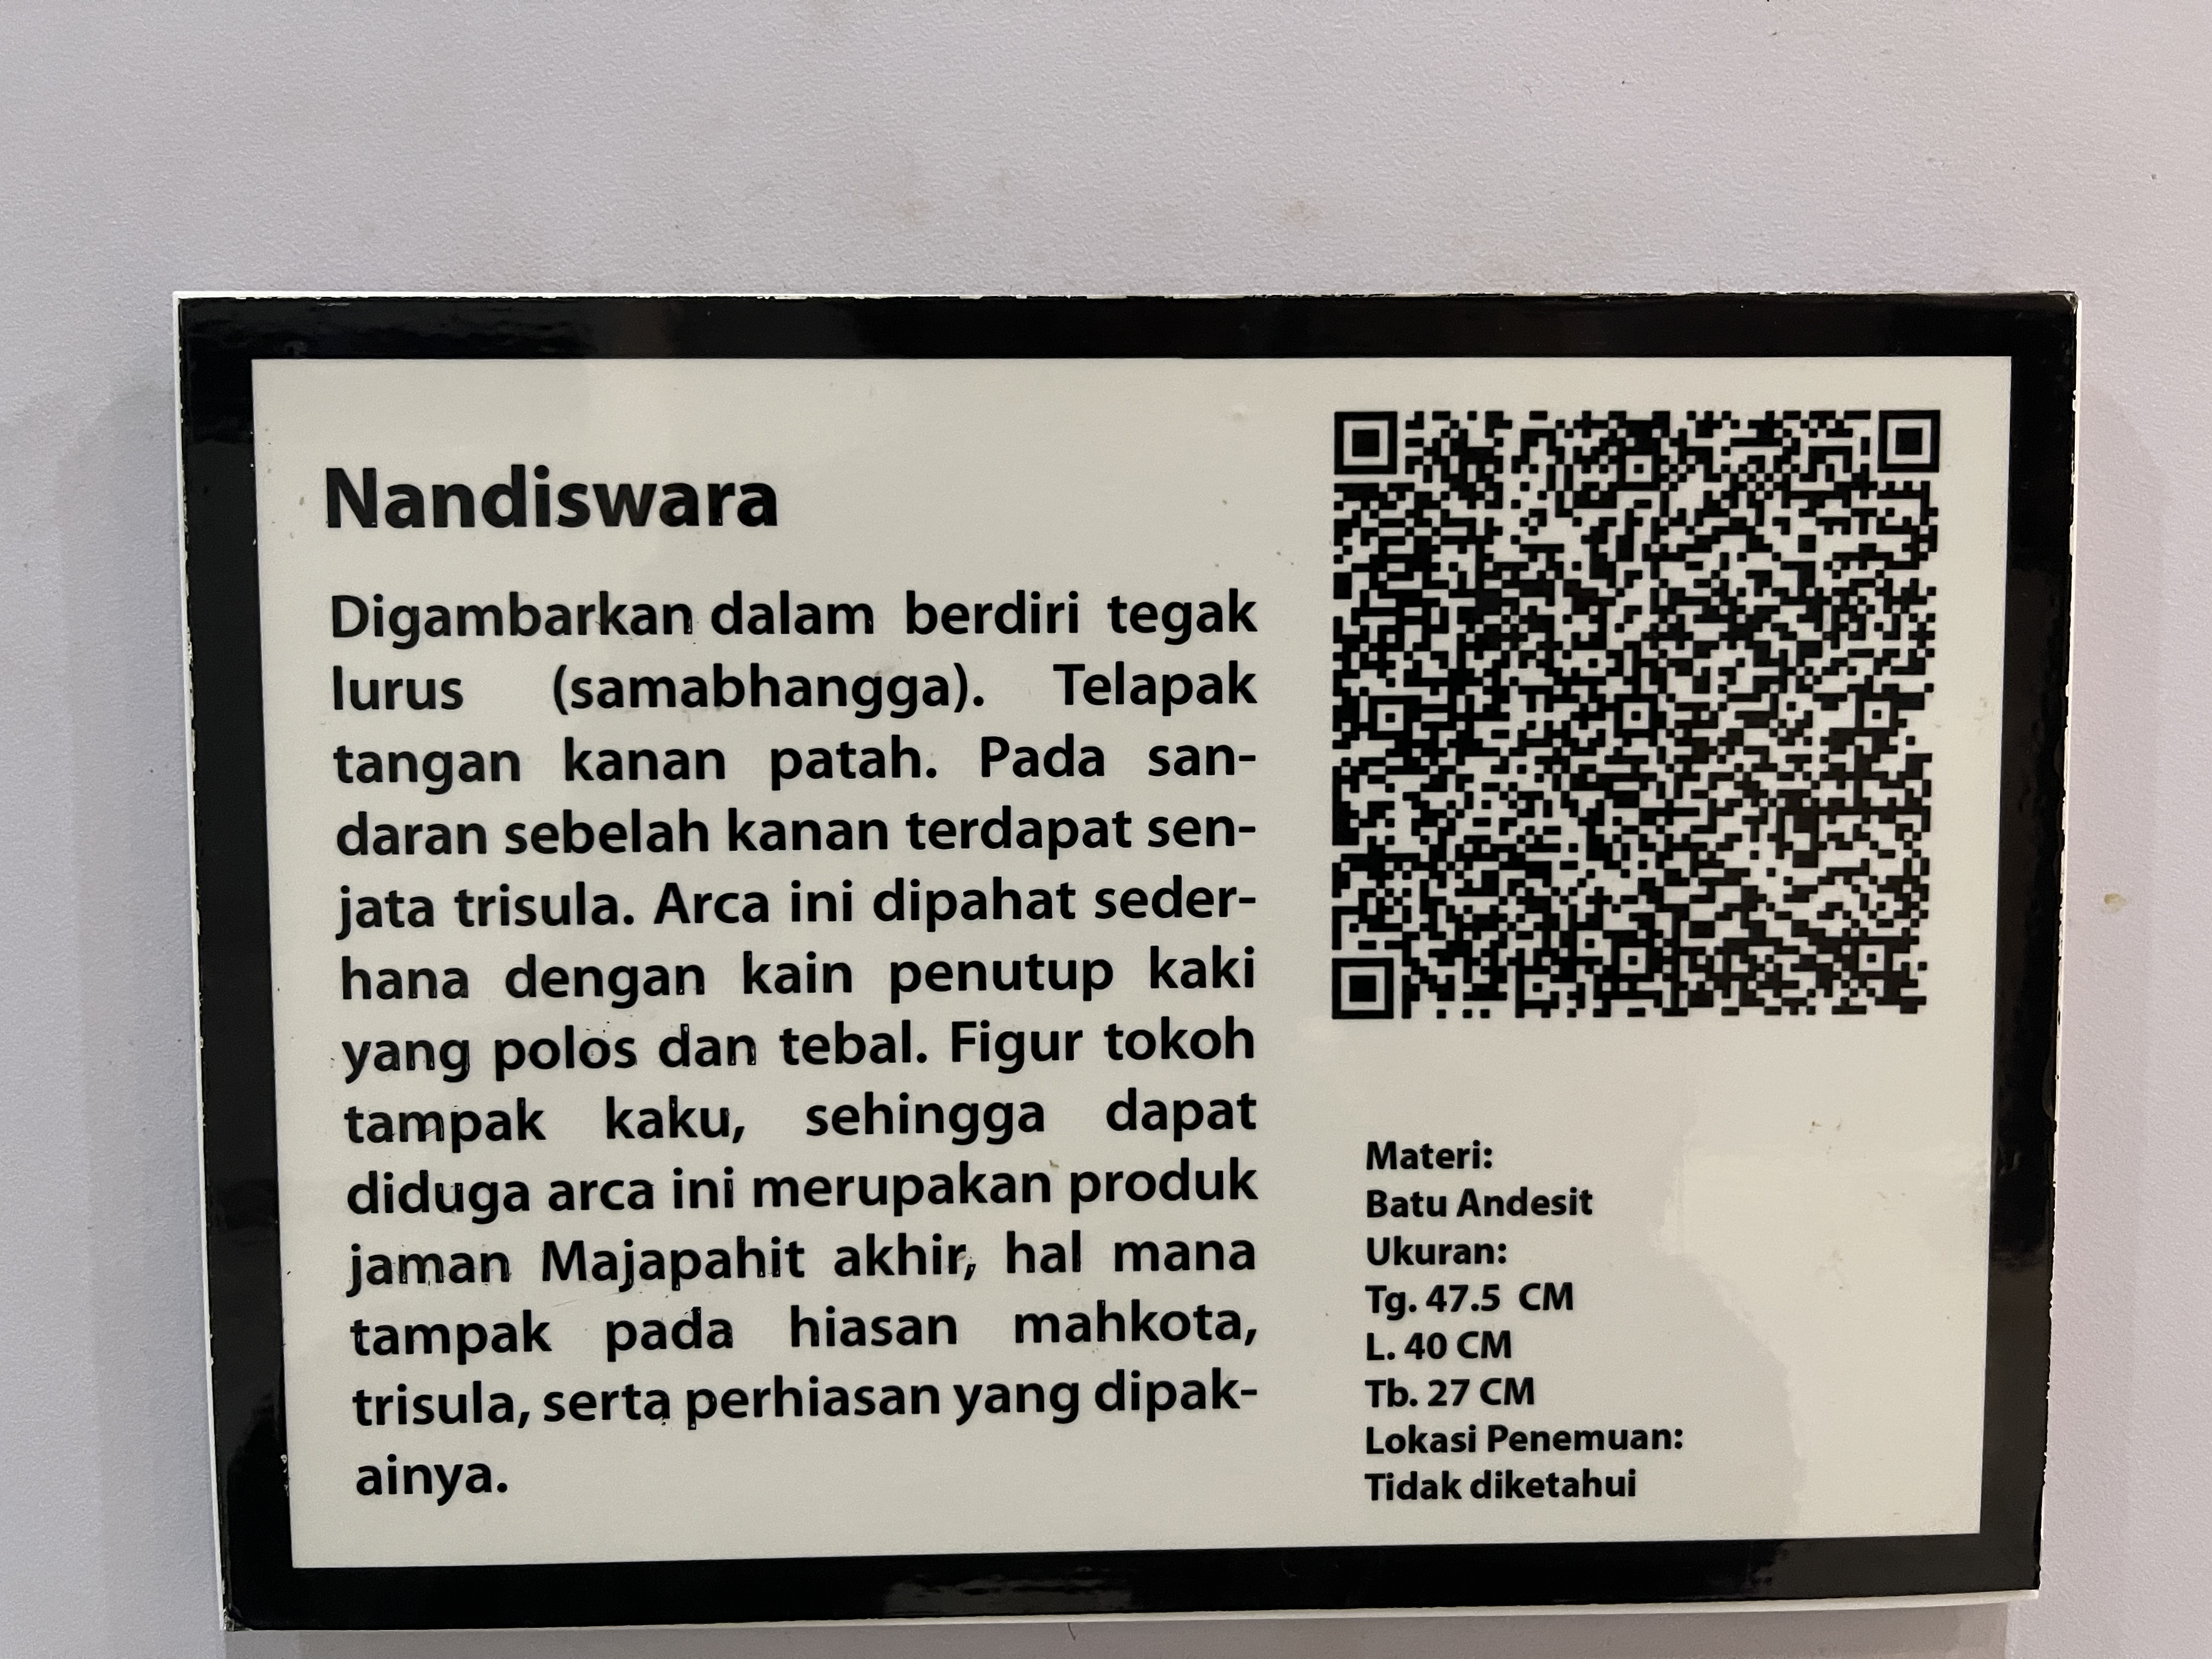 Nandiswara
Digambarkan dalam berdiri tegak
lurus (samabhangga). Telapak
tangan kanan patah. Pada san-
daran sebelah kanan terdapat sen-
jata trisula. Arca ini dipahat seder-
hana dengan kain penutup kaki
yang polos dan tebal. Figur tokoh
tampak kaku, sehingga dapat
diduga arca ini merupakan produk
jaman Majapahit akhir, hal mana
tampak pada hiasan mahkota,
trisula, serta perhiasan yang dipak-
ainya.
Materi:
Batu Andesit
Ukuran:
Tg. 47.5 CM
L. 40 CM
Tb. 27 CM
Lokasi Penemuan:
Tidak diketahui